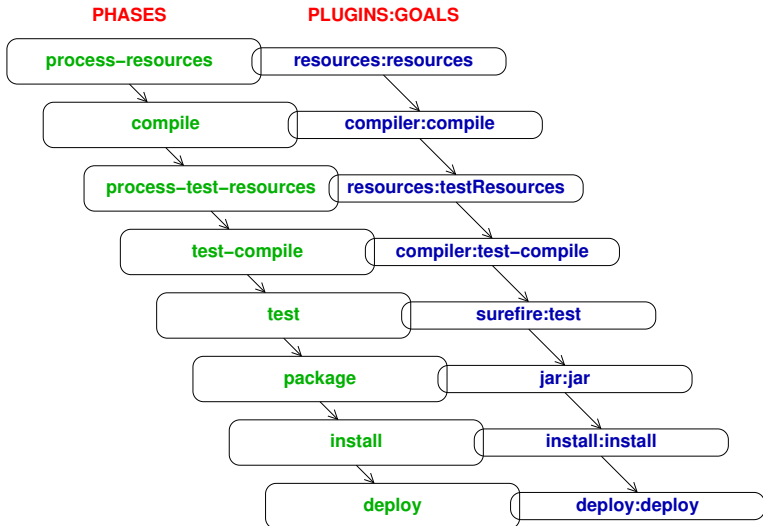 PHASES PLUGINS:GOALS
process-resources resources:resources
compile compiler:compile
process-test-resources resources:testResources
test-compile compiler:test-compile
test surefire:test
package jar:jar
install install:install
deploy deploy:deploy